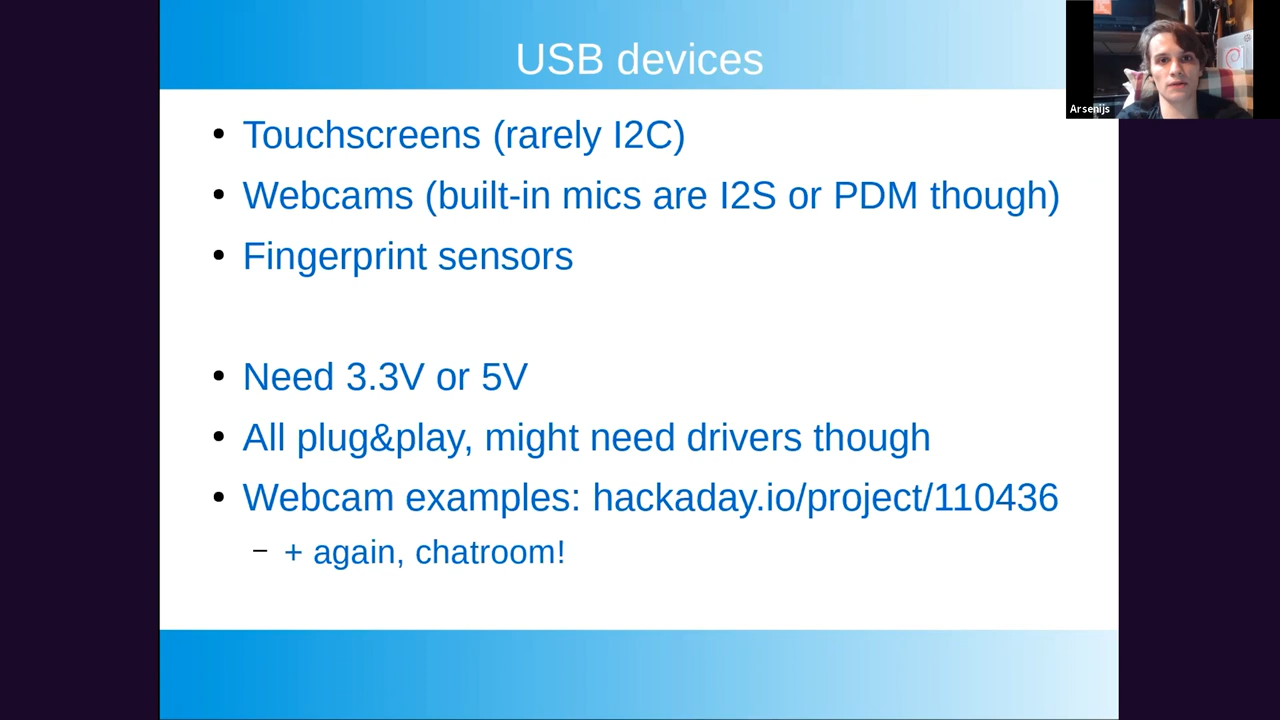 USB devices
Arsenijs
• Touchscreens (rarely I2C)
• Webcams (built-in mics are I2S or PDM though)
• Fingerprint sensors
• Need 3.3V or 5V
• All plug&play, might need drivers though
• Webcam examples: hackaday.io/project/110436
– + again, chatroom!